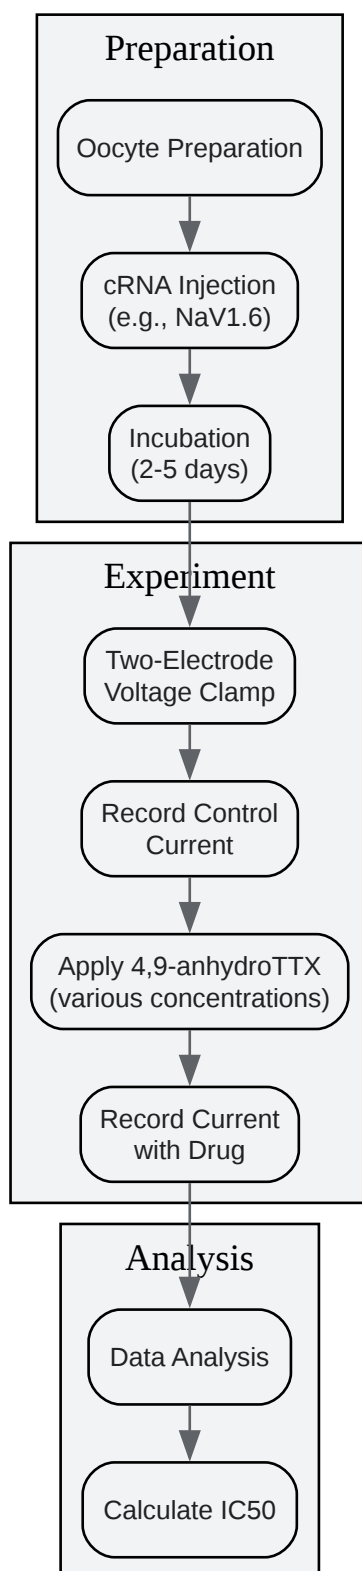 Preparation
Oocyte Preparation
cRNA Injection
(e.g., NaV1.6)
Incubation
(2-5 days)
Experiment
Two-Electrode
Voltage Clamp
Record Control
Current
Apply 4,9-anhydroTTX
(various concentrations)
Record Current
with Drug
Analysis
Data Analysis
Calculate IC50